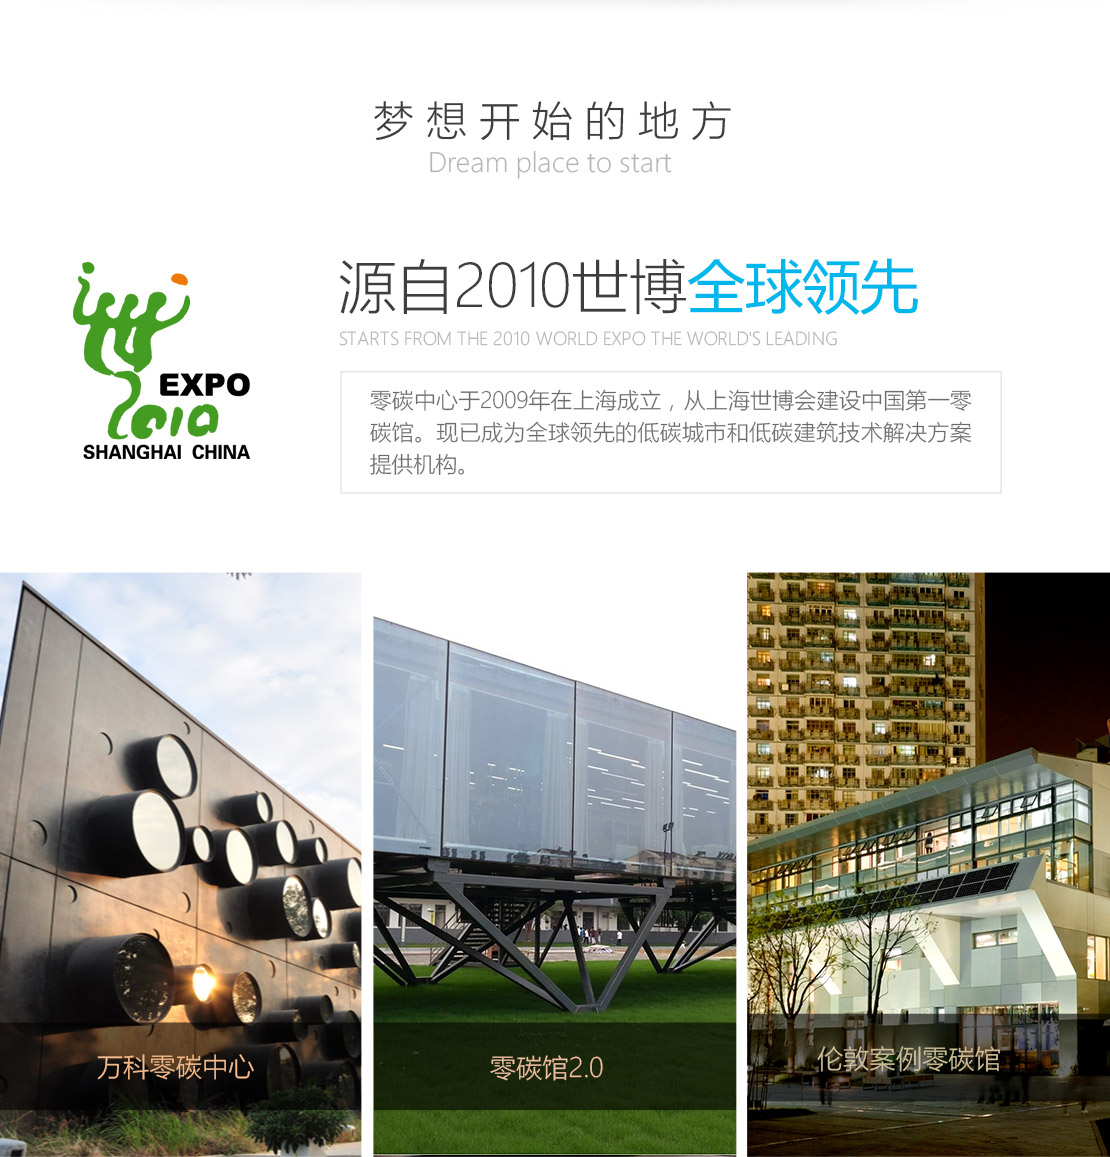 梦想开始的地方
Dream place to start
源自2010世博全球领先
STARTS FROM THE 2010 WORLD EXPO THE WORLD'S LEADING
EXPO
2010
SHANGHAI CHINA
零碳中心于2009年在上海成立，从上海世博会建设中国第一零
碳馆。现已成为全球领先的低碳城市和低碳建筑技术解决方案
提供机构。
万科零碳中心
零碳馆2.0
伦敦案例零碳馆